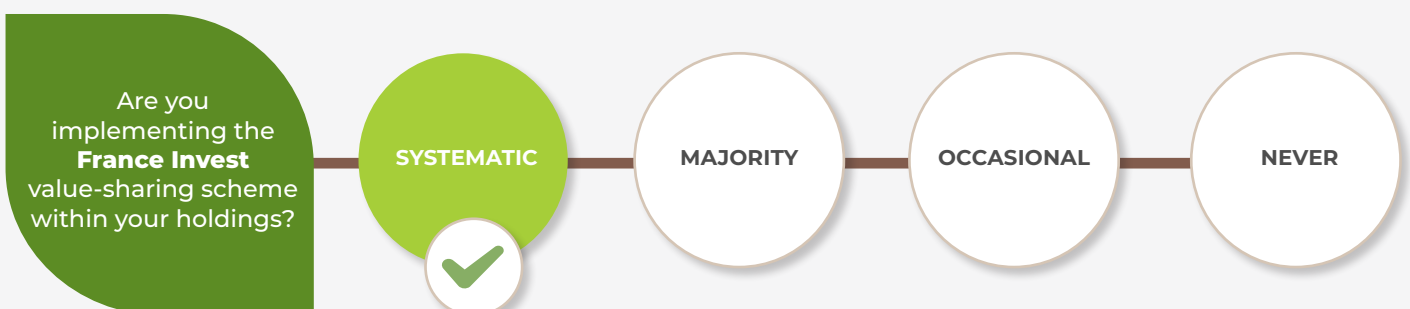 Are you
implementing the
France Invest
value-sharing scheme
within your holdings?
SYSTEMATIC
MAJORITY
OCCASIONAL
NEVER